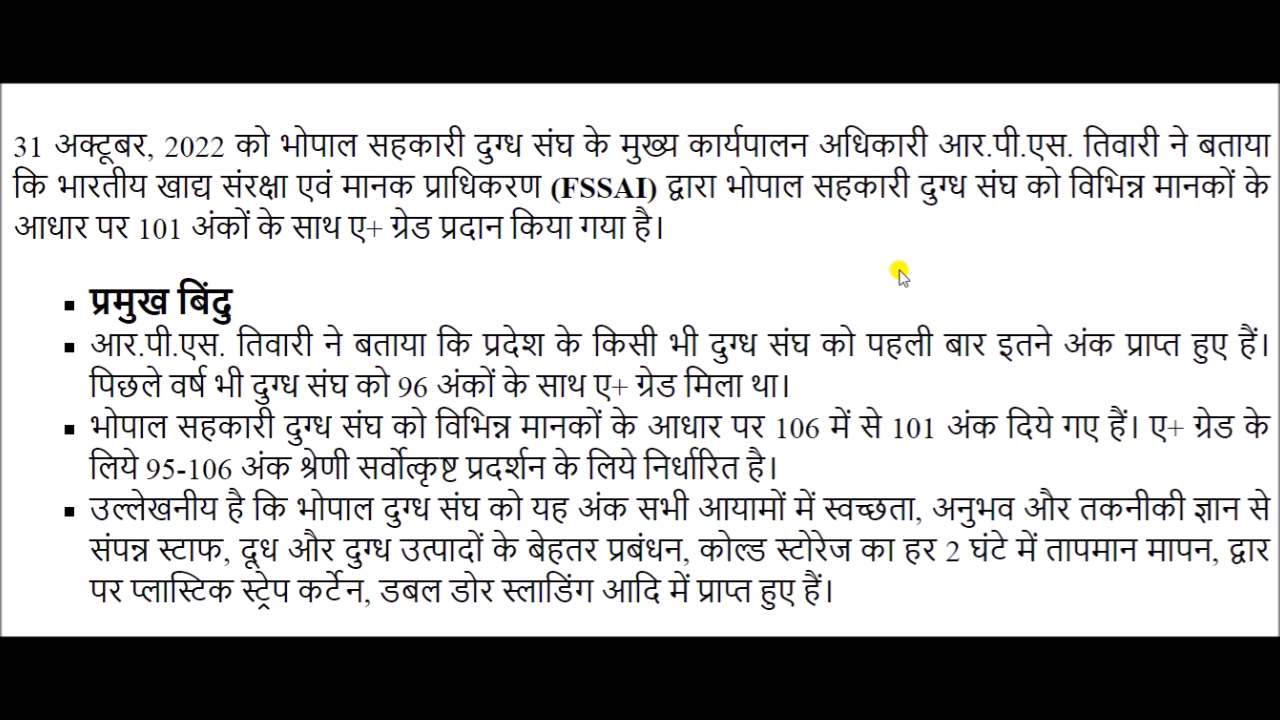 31 अक्टूबर, 2022 को भोपाल सहकारी दुग्ध संघ के मुख्य कार्यपालन अधिकारी आर.पी.एस. तिवारी ने बताया
कि भारतीय खाद्य संरक्षा एवं मानक प्राधिकरण (FSSAI) द्वारा भोपाल सहकारी दुग्ध संघ को विभिन्न मानकों के
आधार पर 101 अंकों के साथ ए+ ग्रेड प्रदान किया गया है।
▪ प्रमुख बिंदु
▪ आर.पी.एस. तिवारी ने बताया कि प्रदेश के किसी भी दुग्ध संघ को पहली बार इतने अंक प्राप्त हुए हैं।
पिछले वर्ष भी दुग्ध संघ को 96 अंकों के साथ ए+ ग्रेड मिला था।
▪ भोपाल सहकारी दुग्ध संघ को विभिन्न मानकों के आधार पर 106 में से 101 अंक दिये गए हैं। ए+ ग्रेड के
लिये 95-106 अंक श्रेणी सर्वोत्कृष्ट प्रदर्शन के लिये निर्धारित है।
▪ उल्लेखनीय है कि भोपाल दुग्ध संघ को यह अंक सभी आयामों में स्वच्छता, अनुभव और तकनीकी ज्ञान से
संपन्न स्टाफ, दूध और दुग्ध उत्पादों के बेहतर प्रबंधन, कोल्ड स्टोरेज का हर 2 घंटे में तापमान मापन, द्वार
पर प्लास्टिक स्ट्रेप कर्टेन, डबल डोर स्लाडिंग आदि में प्राप्त हुए हैं।